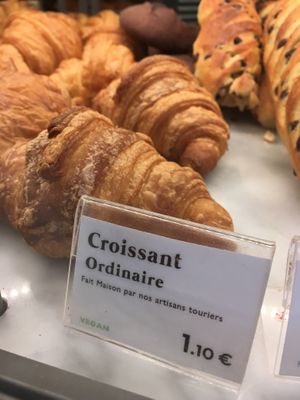 Croissant
Ordinaire
Fait Maison par nos artisans touriers
VEGAN
1.10 €